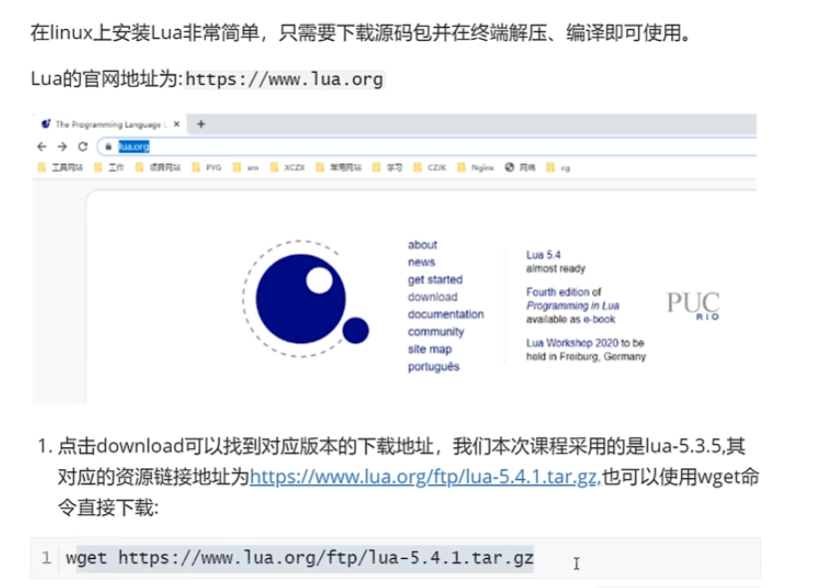 在linux上安装Lua非常简单，只需要下载源码包并在终端解压、编译即可使用。
Lua的官网地址为:https://www.lua.org
The Programming Language L
lua.org
工具网站 工作 项目网站 PYG wm XCZX 常用网站 学习 CZJK Nginx 网络 cg
about
news
get started
download
documentation
community
site map
português
Lua 5.4
almost ready
Fourth edition of
Programming in Lua
available as e-book
Lua Workshop 2020 to be
held in Freiburg, Germany
PUC
RIO
1. 点击download可以找到对应版本的下载地址，我们本次课程采用的是lua-5.3.5,其
对应的资源链接地址为https://www.lua.org/ftp/lua-5.4.1.tar.gz,也可以使用wget命
令直接下载:
1 wget https://www.lua.org/ftp/lua-5.4.1.tar.gz